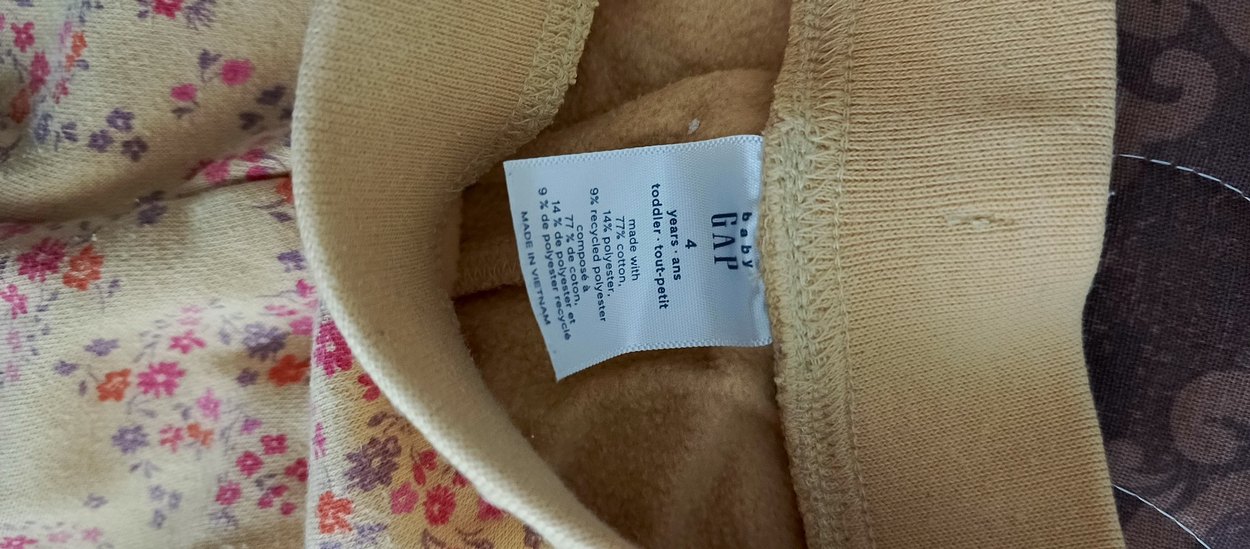 baby
GAP
4
years · ans
toddler · tout-petit
made with
77% cotton,
14% polyester,
9% recycled polyester
composé à
77 % de coton,
14 % de polyester et
9 % de polyester recyclé
MADE IN VIETNAM